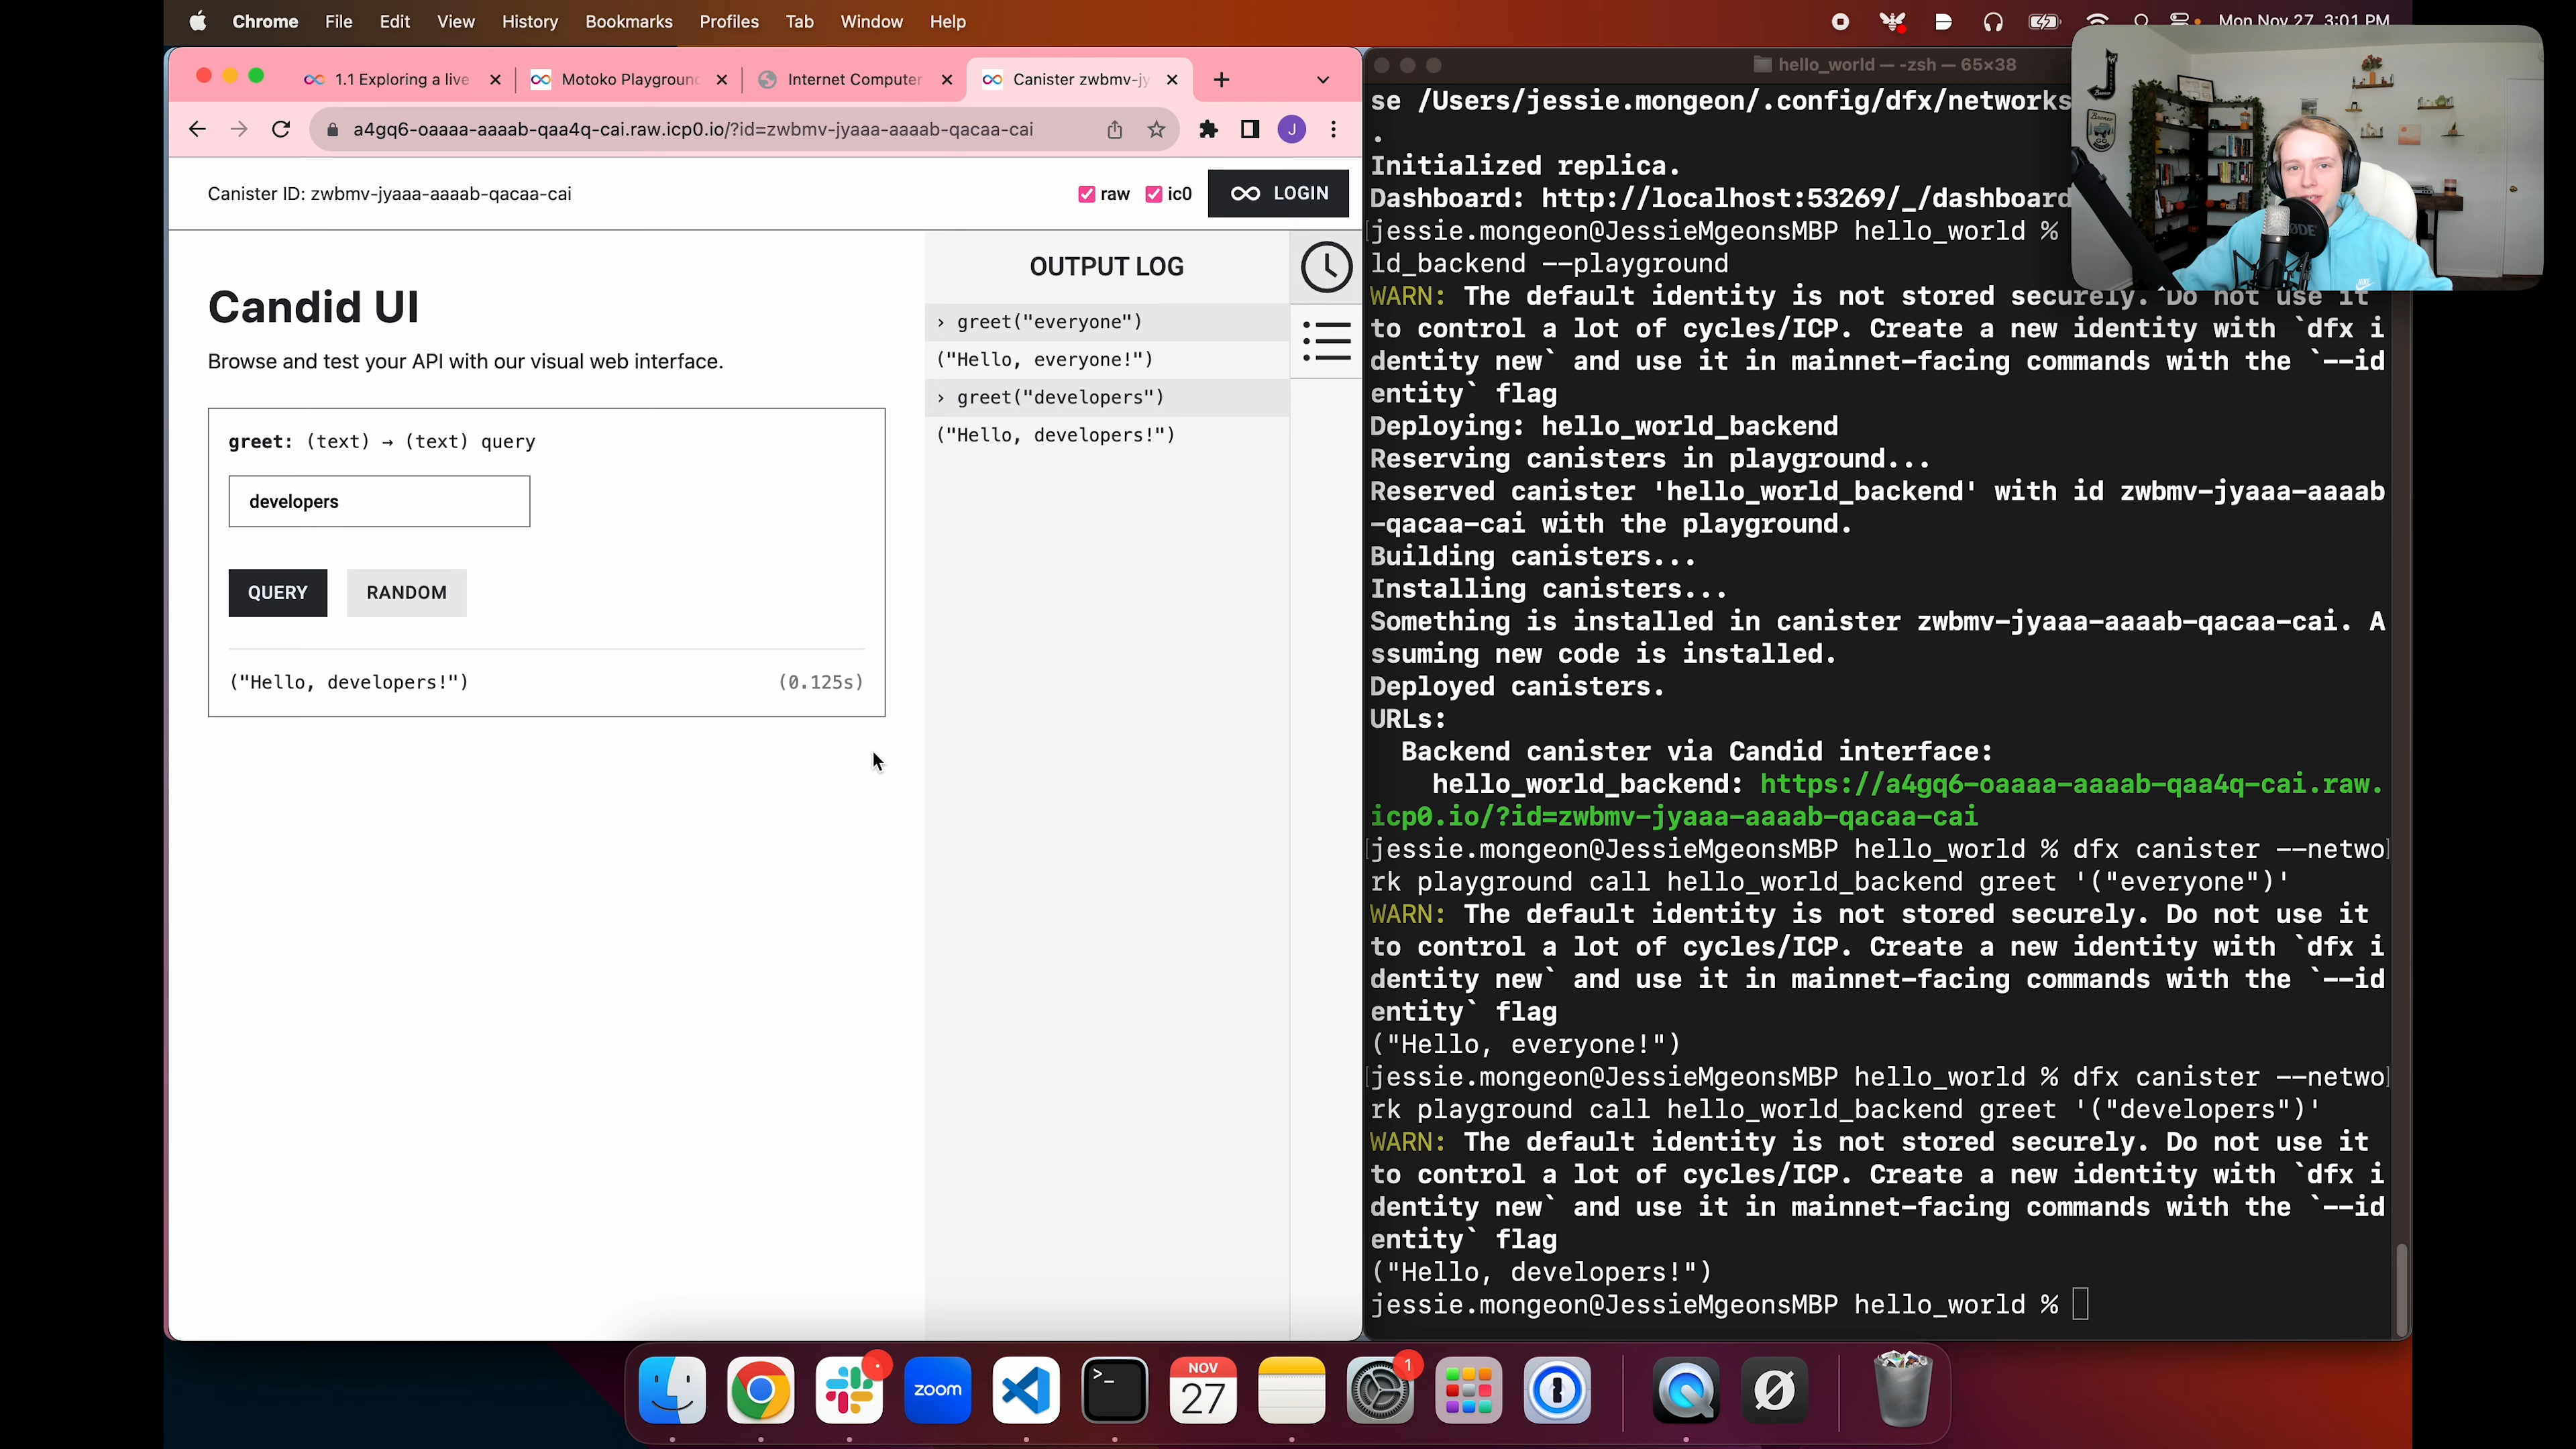 Chrome File Edit View History Bookmarks Profiles Tab Window Help
Mon Nov 27 3:01 PM
1.1 Exploring a live
Motoko Playground
Internet Computer
Canister zwbmv-jy
a4gq6-oaaaa-aaaab-qaa4q-cai.raw.icp0.io/?id=zwbmv-jyaaa-aaaab-qacaa-cai
J
Canister ID: zwbmv-jyaaa-aaaab-qacaa-cai
raw
ic0
LOGIN
Candid UI
Browse and test your API with our visual web interface.
greet: (text) → (text) query
developers
QUERY
RANDOM
("Hello, developers!")
(0.125s)
OUTPUT LOG
› greet("everyone")
("Hello, everyone!")
› greet("developers")
("Hello, developers!")
hello_world — -zsh — 65×38
se /Users/jessie.mongeon/.config/dfx/networks
.
Initialized replica.
Dashboard: http://localhost:53269/_/dashboard
[jessie.mongeon@JessieMgeonsMBP hello_world %
ld_backend --playground
WARN: The default identity is not stored securely. Do not use it
to control a lot of cycles/ICP. Create a new identity with `dfx i
dentity new` and use it in mainnet-facing commands with the `--id
entity` flag
Deploying: hello_world_backend
Reserving canisters in playground...
Reserved canister 'hello_world_backend' with id zwbmv-jyaaa-aaaab
-qacaa-cai with the playground.
Building canisters...
Installing canisters...
Something is installed in canister zwbmv-jyaaa-aaaab-qacaa-cai. A
ssuming new code is installed.
Deployed canisters.
URLs:
Backend canister via Candid interface:
hello_world_backend: https://a4gq6-oaaaa-aaaab-qaa4q-cai.raw.
icp0.io/?id=zwbmv-jyaaa-aaaab-qacaa-cai
[jessie.mongeon@JessieMgeonsMBP hello_world % dfx canister --netwo]
rk playground call hello_world_backend greet '("everyone")'
WARN: The default identity is not stored securely. Do not use it
to control a lot of cycles/ICP. Create a new identity with `dfx i
dentity new` and use it in mainnet-facing commands with the `--id
entity` flag
("Hello, everyone!")
[jessie.mongeon@JessieMgeonsMBP hello_world % dfx canister --netwo]
rk playground call hello_world_backend greet '("developers")'
WARN: The default identity is not stored securely. Do not use it
to control a lot of cycles/ICP. Create a new identity with `dfx i
dentity new` and use it in mainnet-facing commands with the `--id
entity` flag
("Hello, developers!")
jessie.mongeon@JessieMgeonsMBP hello_world %
zoom
>_
NOV
27
1